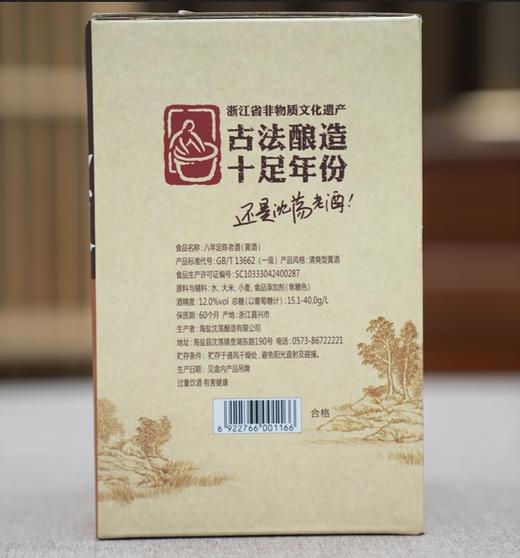 浙江省非物质文化遗产
古法酿造
十足年份
还是沈荡老酒!
食品名称:八年足陈老酒(黄酒)
产品标准代号:GB/T 13662(一级) 产品风格:清爽型黄酒
食品生产许可证编号:SC10333042400287
原料与辅料:水、大米、小麦,食品添加剂(焦糖色)
酒精度:12.0%vol 总糖(以葡萄糖计):15.1-40.0g/L
保质期:60个月 产地:浙江嘉兴市
生产者:海盐沈荡酿造有限公司
地址:海盐县沈荡镇赍湖东路190号 电话:0573-86722221
贮存条件:贮存于通风干燥处,避免阳光直射及碰撞。
生产日期:见盒内产品吊牌
过量饮酒 有害健康
合格
6 922766 001166